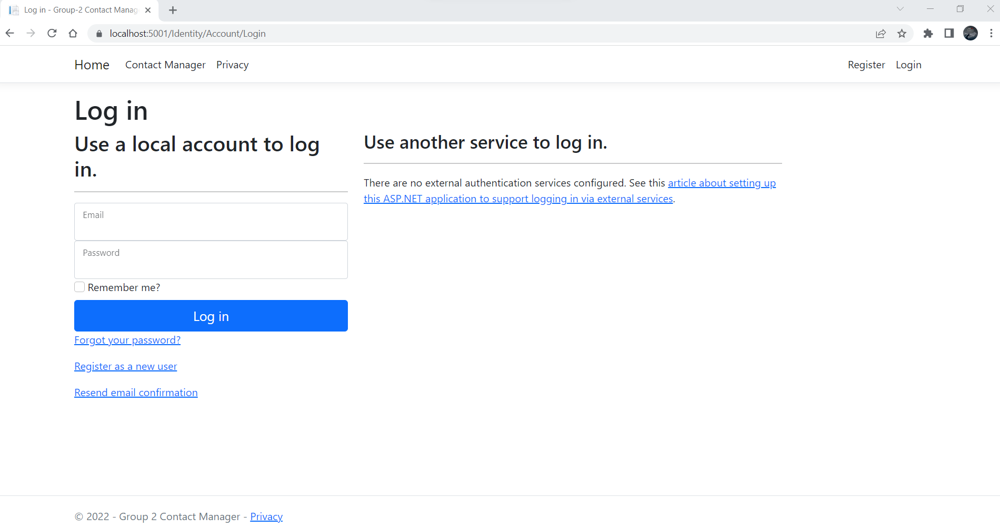 Log in - Group-2 Contact Manag
localhost:5001/Identity/Account/Login
Home Contact Manager Privacy Register Login
Log in
Use a local account to log
in.
Email
Password
Remember me?
Log in
Forgot your password?
Register as a new user
Resend email confirmation
Use another service to log in.
There are no external authentication services configured. See this article about setting up
this ASP.NET application to support logging in via external services.
© 2022 - Group 2 Contact Manager - Privacy